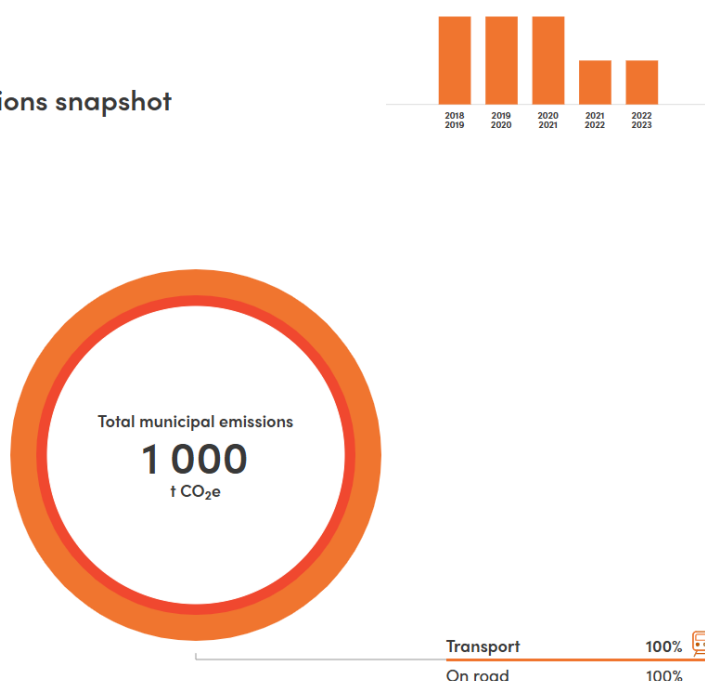 ions snapshot
2018 2019 2020 2021 2022
2019 2020 2021 2022 2023
Total municipal emissions
1 000
t CO₂e
Transport 100%
On road 100%